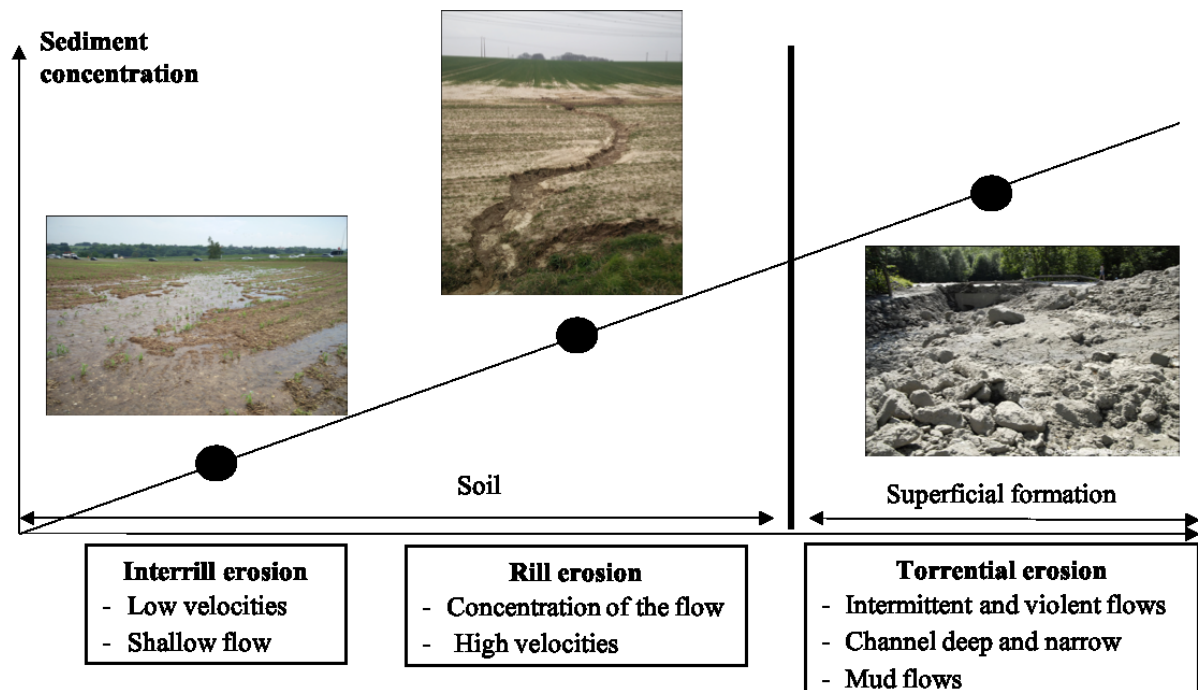 Sediment
concentration
Soil
Superficial formation
Interrill erosion
- Low velocities
- Shallow flow
Rill erosion
- Concentration of the flow
- High velocities
Torrential erosion
- Intermittent and violent flows
- Channel deep and narrow
- Mud flows